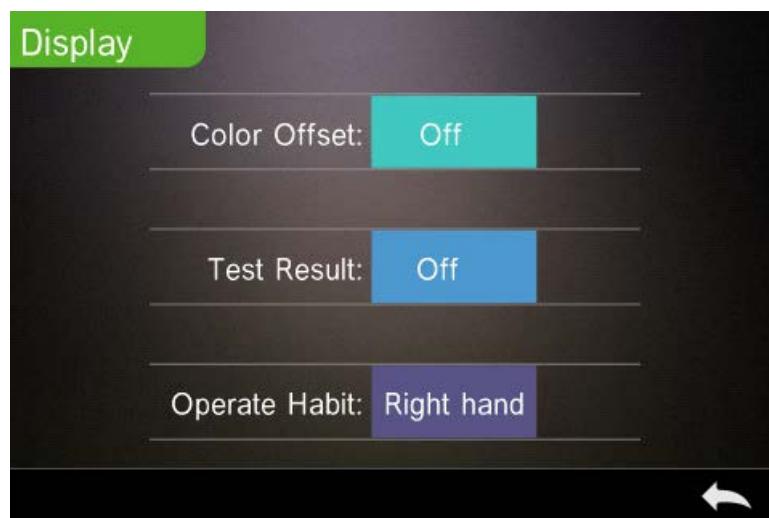 Display
Color Offset: Off
Test Result: Off
Operate Habit: Right hand